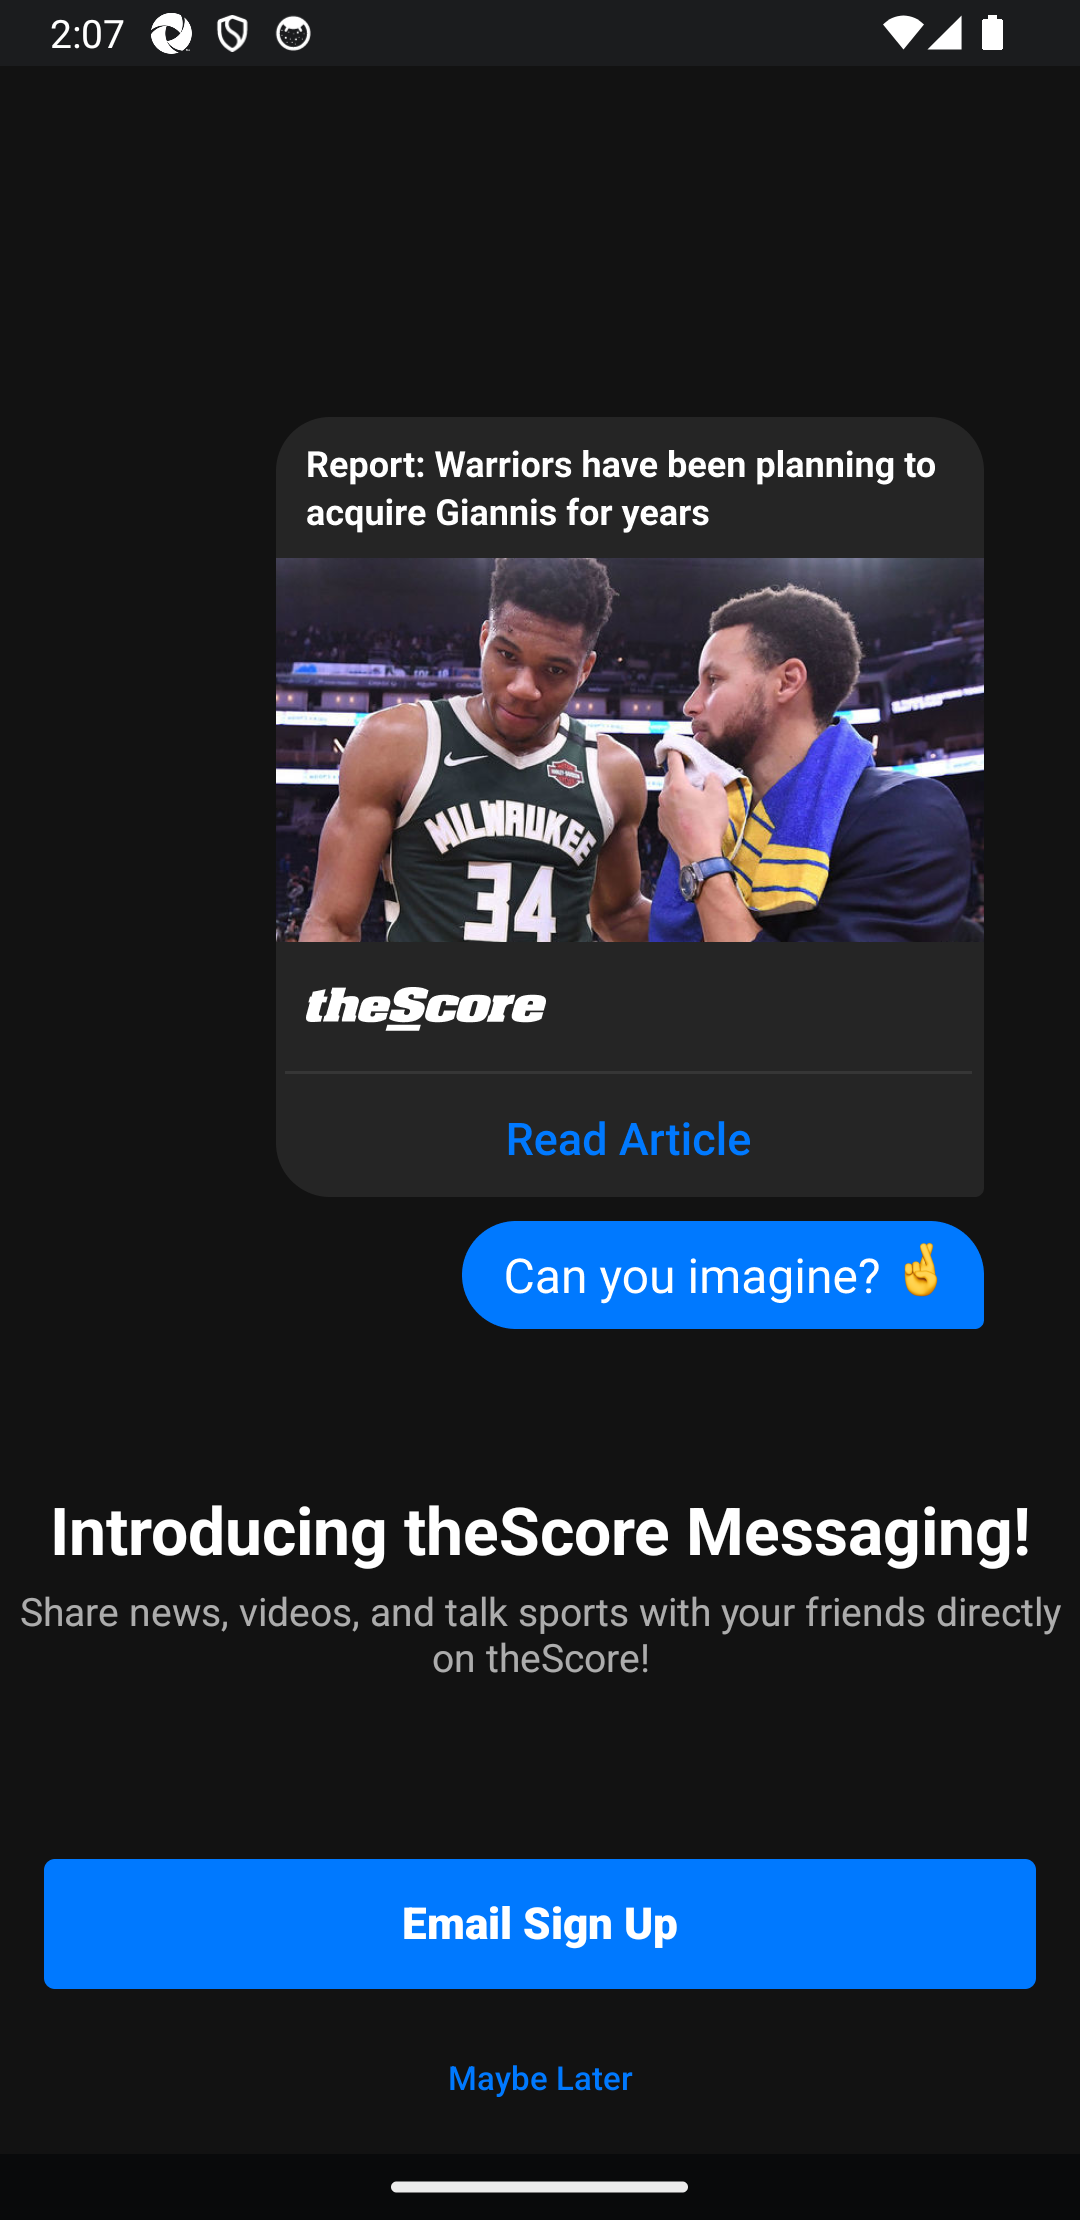 2:07
Report: Warriors have been planning to
acquire Giannis for years
MILWAUKEE
34
theScore
Read Article
Can you imagine? 🤞
Introducing theScore Messaging!
Share news, videos, and talk sports with your friends directly
on theScore!
Email Sign Up
Maybe Later